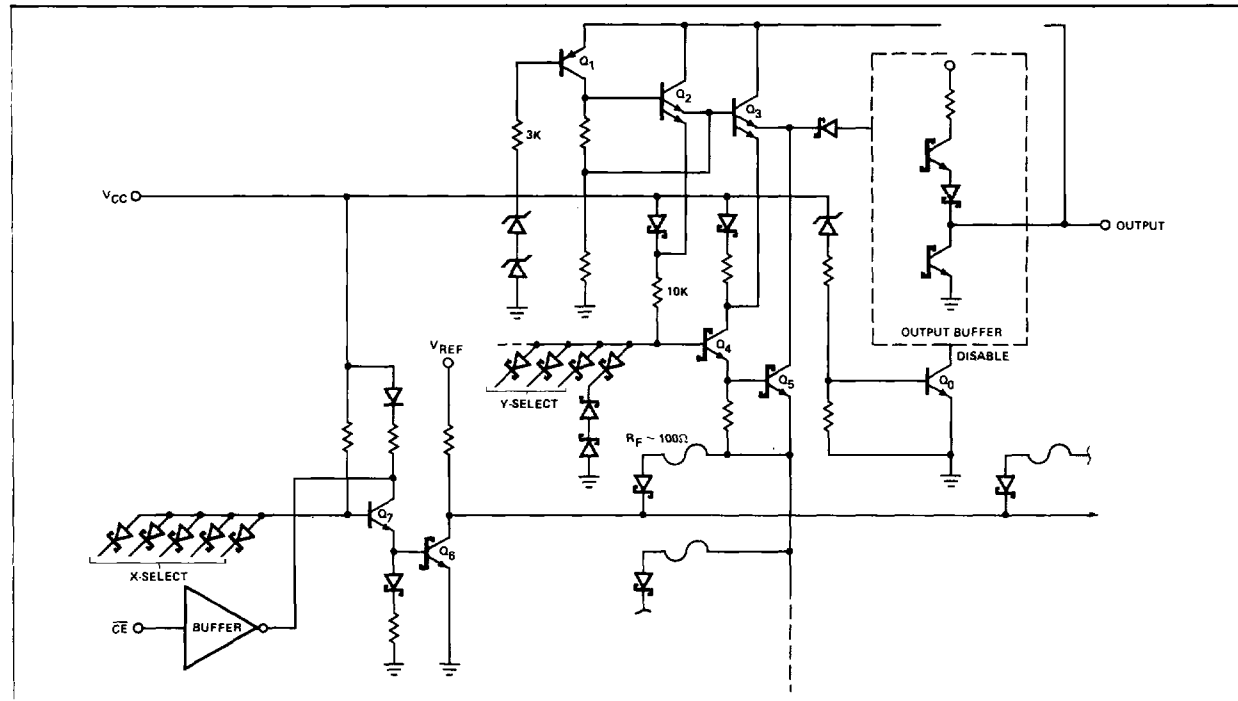 Q1
Q2
Q3
3K
VCC
10K
OUTPUT
OUTPUT BUFFER
DISABLE
VREF
Q4
Y-SELECT
Q5
Q0
RF ~ 100Ω
Q7
Q6
X-SELECT
CE
BUFFER